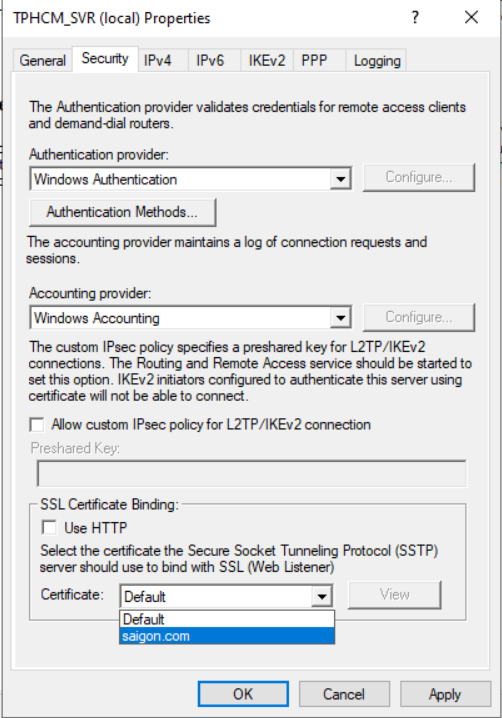 TPHCM_SVR (local) Properties ? ×
General Security IPv4 IPv6 IKEv2 PPP Logging
The Authentication provider validates credentials for remote access clients
and demand-dial routers.
Authentication provider:
Windows Authentication Configure...
Authentication Methods...
The accounting provider maintains a log of connection requests and
sessions.
Accounting provider:
Windows Accounting Configure...
The custom IPsec policy specifies a preshared key for L2TP/IKEv2
connections. The Routing and Remote Access service should be started to
set this option. IKEv2 initiators configured to authenticate this server using
certificate will not be able to connect.
Allow custom IPsec policy for L2TP/IKEv2 connection
Preshared Key:
SSL Certificate Binding:
Use HTTP
Select the certificate the Secure Socket Tunneling Protocol (SSTP)
server should use to bind with SSL (Web Listener)
Certificate: Default View
Default
saigon.com
OK Cancel Apply